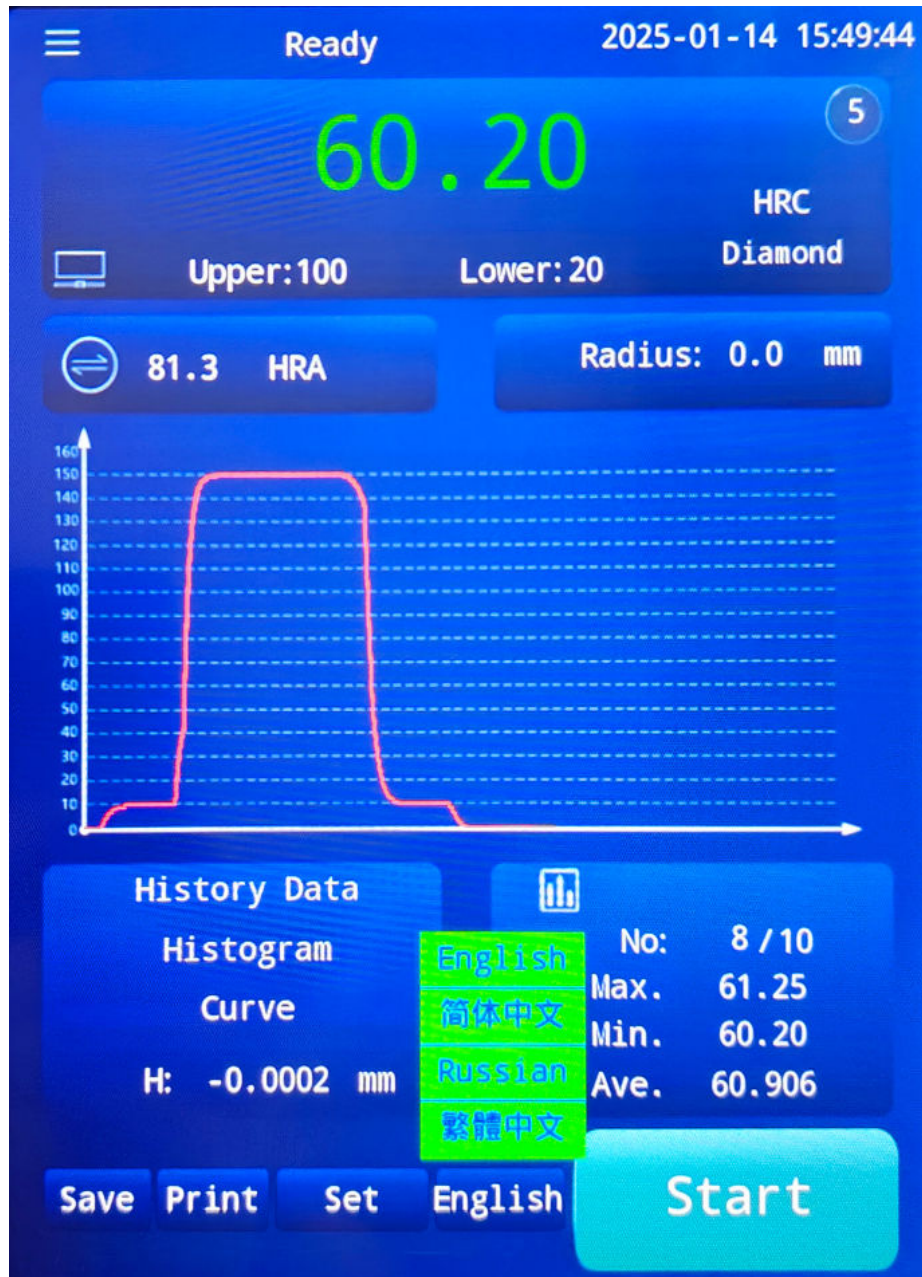 Ready 2025-01-14 15:49:44
60.20 5
HRC
Diamond
Upper:100 Lower:20
81.3 HRA Radius: 0.0 mm
160
150
140
130
120
110
100
90
80
70
60
50
40
30
20
10
0
History Data
Histogram
Curve
H: -0.0002 mm
English
简体中文
Russian
繁體中文
No: 8/10
Max. 61.25
Min. 60.20
Ave. 60.906
Save Print Set English Start